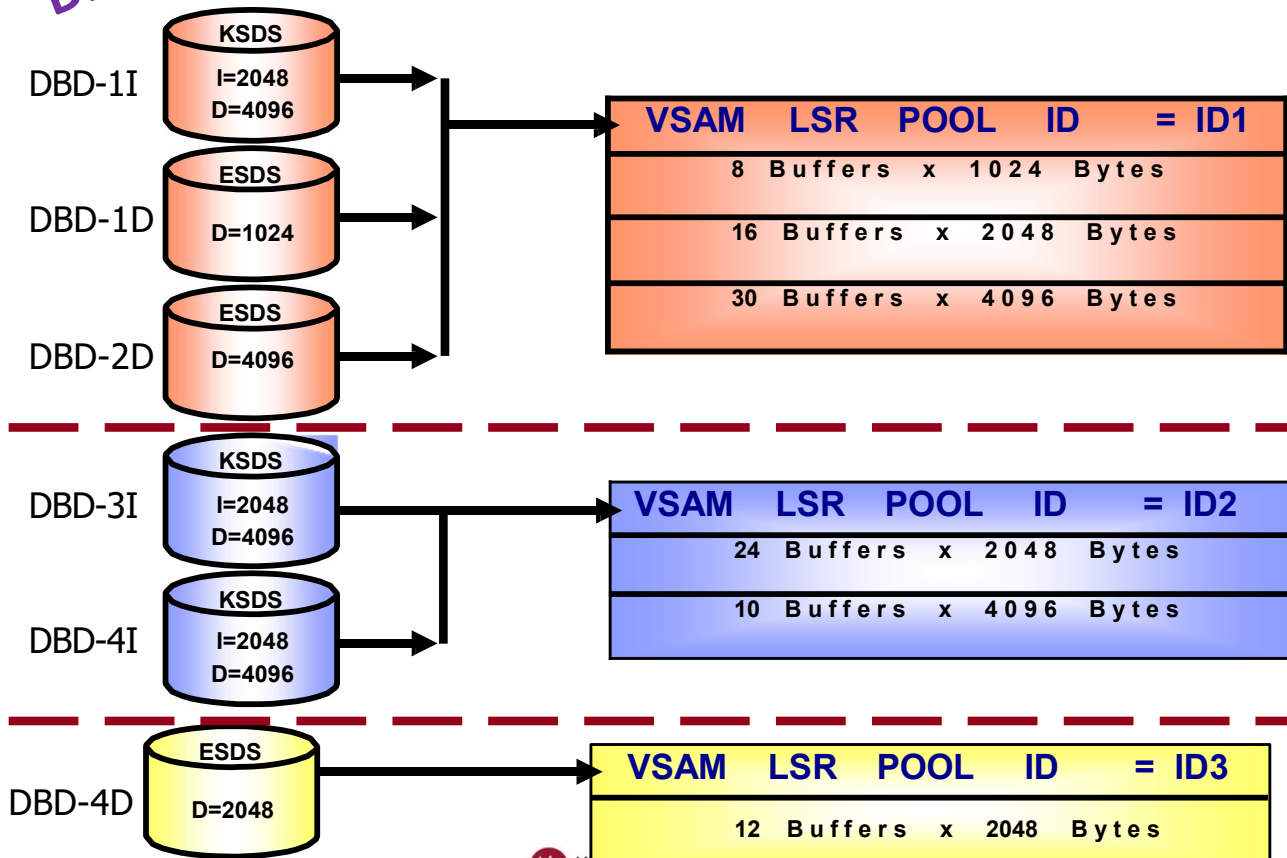 KSDS
DBD-1I
I=2048
D=4096
VSAM LSR POOL ID = ID1
8 Buffers x 1024 Bytes
ESDS
DBD-1D
D=1024
16 Buffers x 2048 Bytes
30 Buffers x 4096 Bytes
ESDS
DBD-2D
D=4096
KSDS
DBD-3I
I=2048
D=4096
VSAM LSR POOL ID = ID2
24 Buffers x 2048 Bytes
10 Buffers x 4096 Bytes
KSDS
DBD-4I
I=2048
D=4096
ESDS
DBD-4D
D=2048
VSAM LSR POOL ID = ID3
12 Buffers x 2048 Bytes